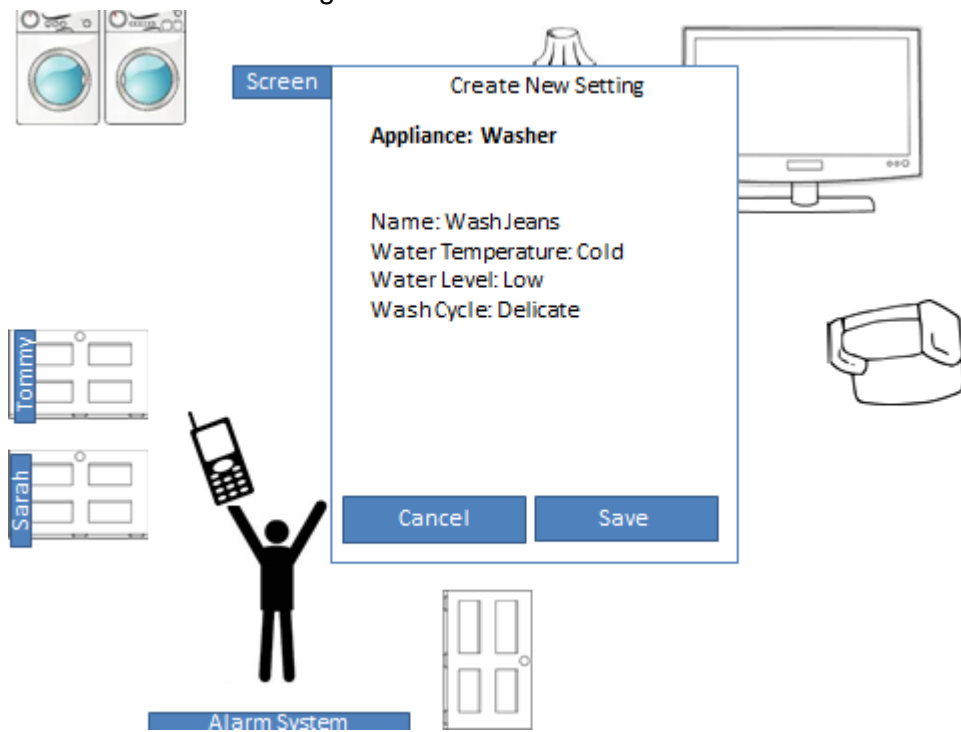 Screen
Create New Setting
Appliance: Washer
Name: Wash Jeans
Water Temperature: Cold
Water Level: Low
Wash Cycle: Delicate
Tommy
Sarah
Cancel
Save
Alarm System